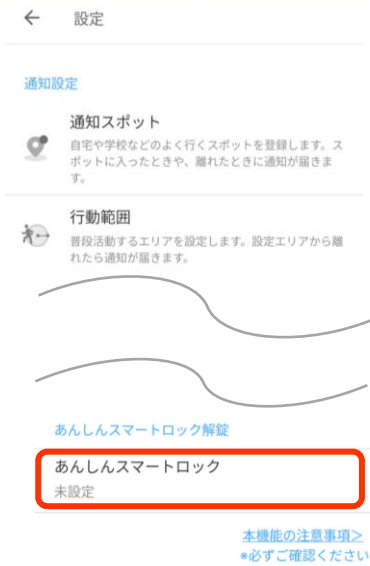 ← 設定
通知設定
通知スポット
自宅や学校などのよく行くスポットを登録します。ス
ポットに入ったときや、離れたときに通知が届きま
す。
行動範囲
普段活動するエリアを設定します。設定エリアから離
れたら通知が届きます。
あんしんスマートロック解錠
あんしんスマートロック
未設定
本機能の注意事項＞
※必ずご確認ください